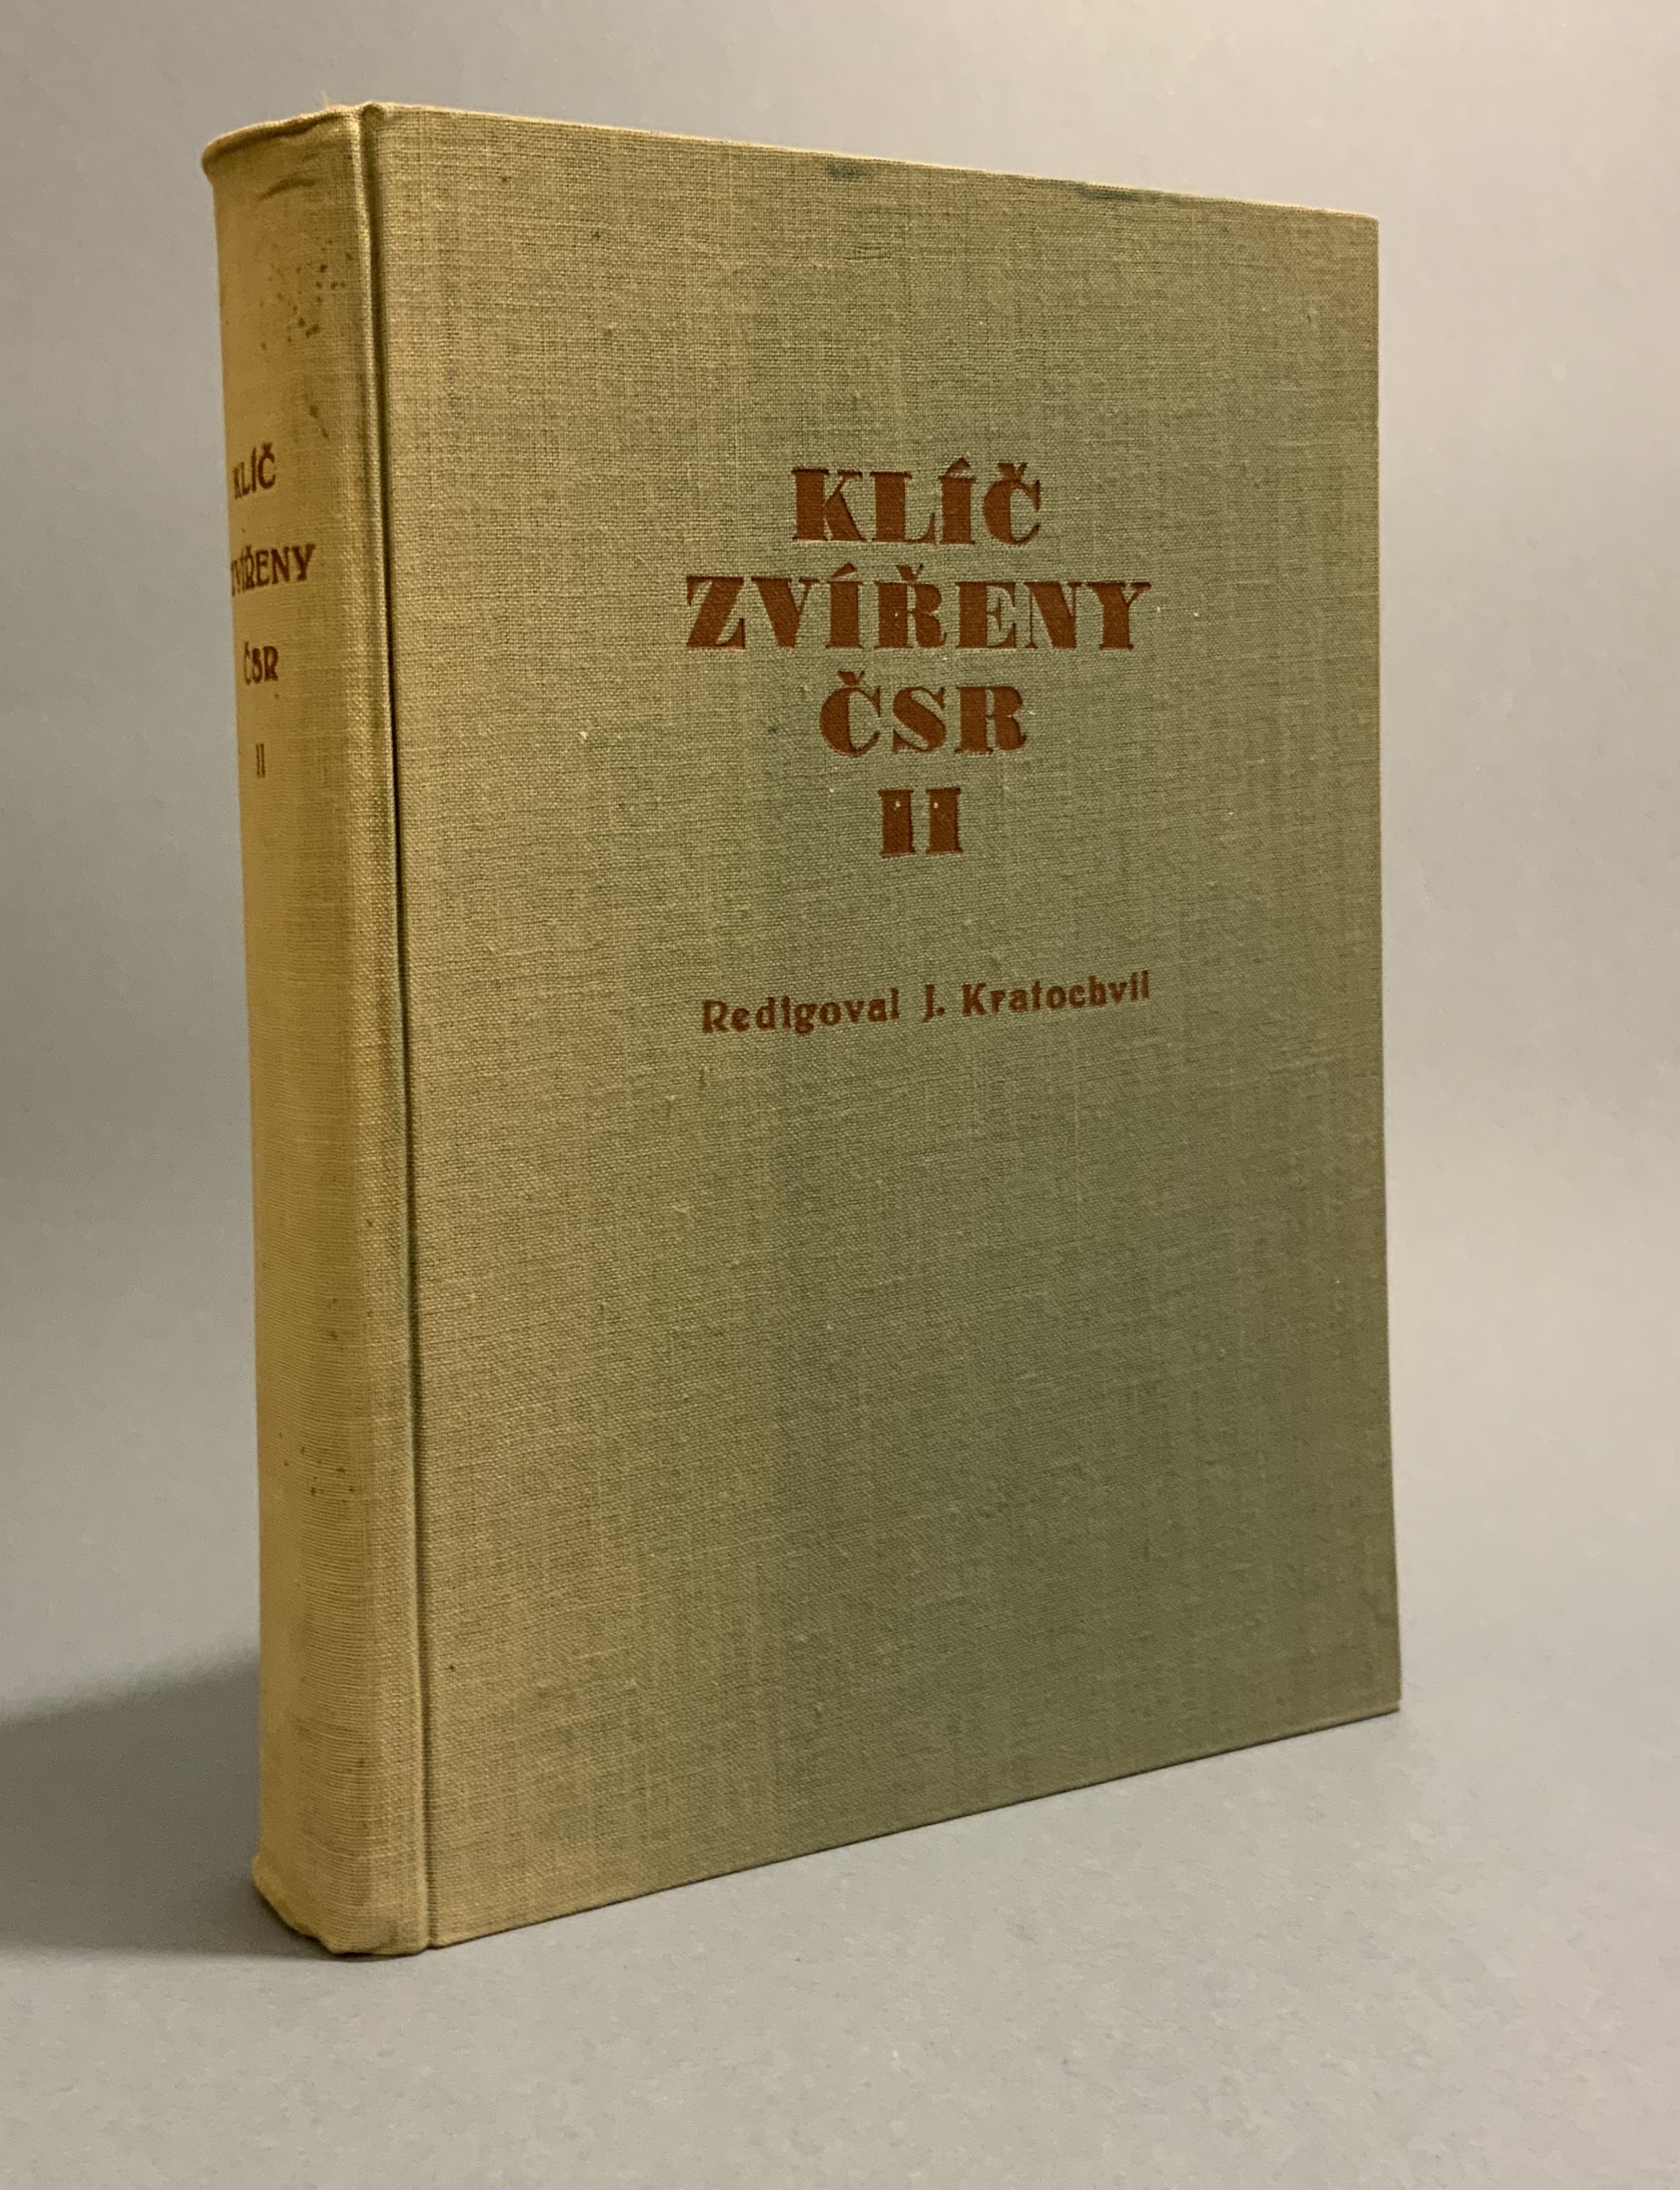 KLÍČ
ZVÍŘENY
ČSR
II
KLÍČ
ZVÍŘENY
ČSR
II
Redigoval J. Kratochvíl